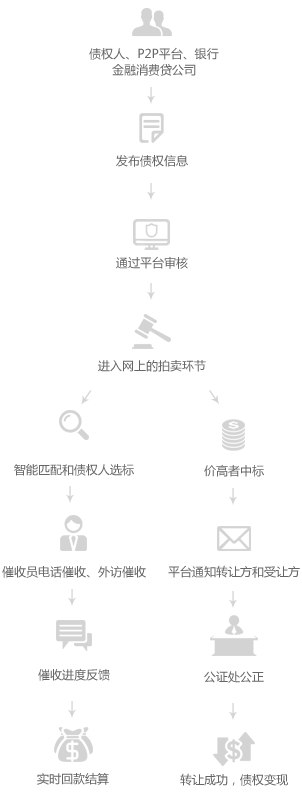 债权人、P2P平台、银行
金融消费贷公司
发布债权信息
通过平台审核
进入网上的拍卖环节
智能匹配和债权人选标
价高者中标
催收员电话催收、外访催收
平台通知转让方和受让方
催收进度反馈
公证处公正
实时回款结算
转让成功，债权变现